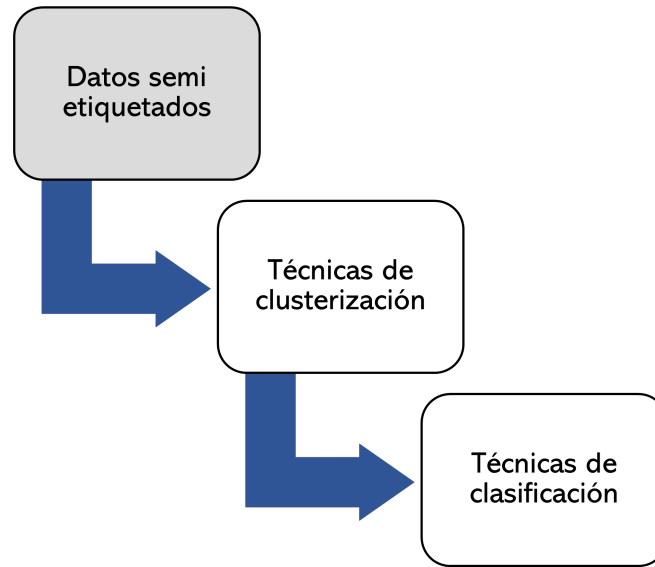 Datos semi
etiquetados
Técnicas de
clusterización
Técnicas de
clasificación